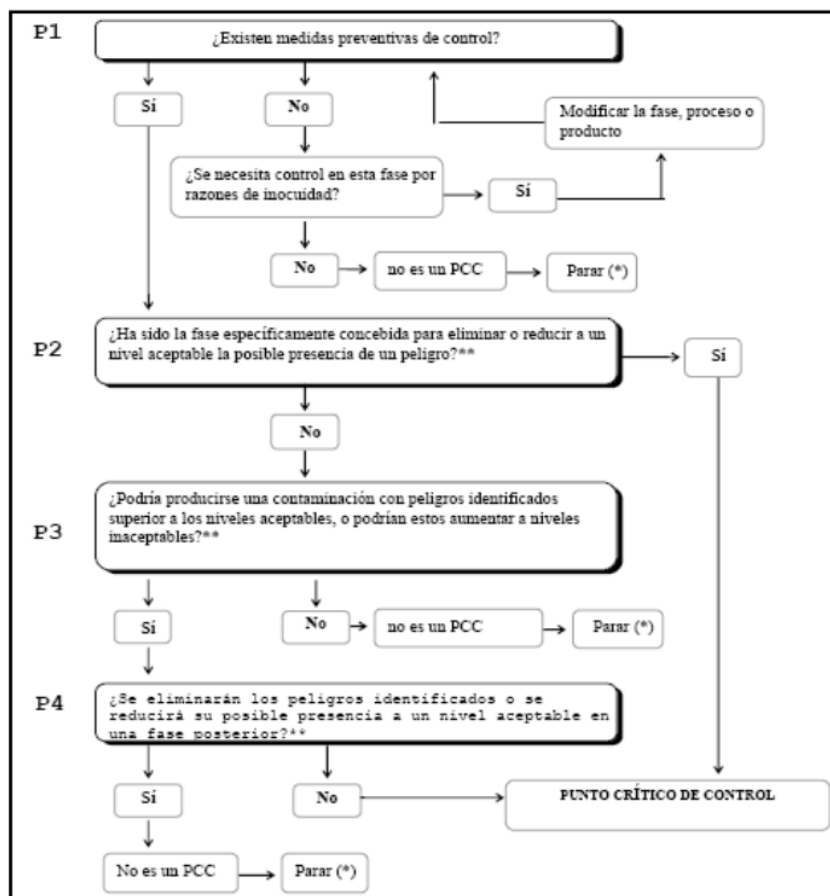 P1
¿Existen medidas preventivas de control?
Sí
No
Modificar la fase, proceso o
producto
¿Se necesita control en esta fase por
razones de inocuidad?
Sí
No
no es un PCC
Parar (*)
P2
¿Ha sido la fase específicamente concebida para eliminar o reducir a un
nivel aceptable la posible presencia de un peligro?**
Sí
No
P3
¿Podría producirse una contaminación con peligros identificados
superior a los niveles aceptables, o podrían estos aumentar a niveles
inaceptables?**
Sí
No
no es un PCC
Parar (*)
P4
¿Se eliminarán los peligros identificados o se
reducirá su posible presencia a un nivel aceptable en
una fase posterior?**
Sí
No
PUNTO CRÍTICO DE CONTROL
No es un PCC
Parar (*)